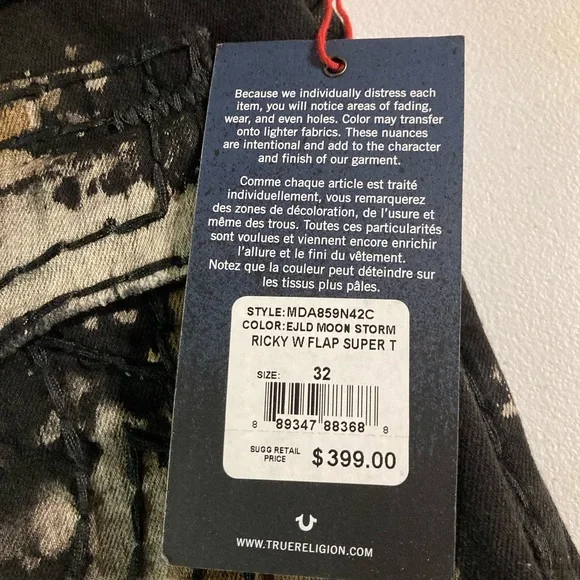 Because we individually distress each
item, you will notice areas of fading,
wear, and even holes. Color may transfer
onto lighter fabrics. These nuances
are intentional and add to the character
and finish of our garment.
Comme chaque article est traité
individuellement, vous remarquerez
des zones de décoloration, de l'usure et
même des trous. Toutes ces particularités
sont voulues et viennent encore enrichir
l'allure et le fini du vêtement.
Notez que la couleur peut déteindre sur
les tissus plus pâles.
STYLE:MDA859N42C
COLOR:EJLD MOON STORM
RICKY W FLAP SUPER T
SIZE: 32
8 89347 88368 8
SUGG RETAIL
PRICE $399.00
WWW.TRUERELIGION.COM